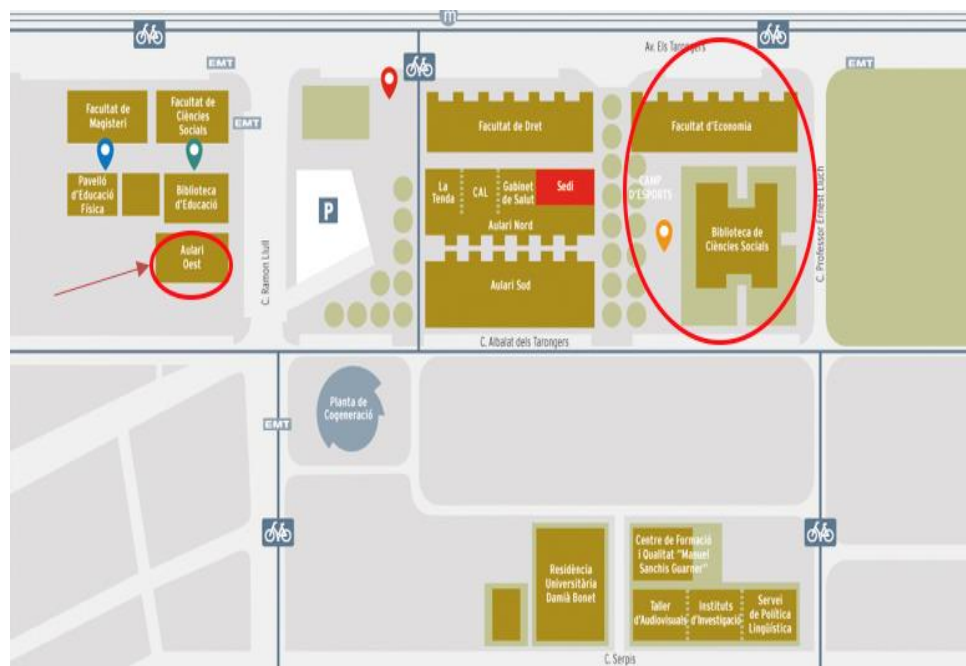 m
Av. Els Tarongers
EMT
EMT
EMT
Facultat de
Magisteri
Facultat de
Ciències
Socials
Facultat de Dret
Facultat d'Economia
Pavelló
d'Educació
Física
Biblioteca
d'Educació
P
La
Tenda
CAL
Gabinet
de Salut
Sedi
CAMP
D'ESPORTS
Aulari Nord
Biblioteca de
Ciències Socials
Aulari
Oest
C. Ramon Llull
Aulari Sud
C. Professor Ernest Lluch
C. Albalat dels Tarongers
Planta de
Cogeneració
EMT
Centre de Formació
i Qualitat "Manuel
Sanchis Guarner"
Residència
Universitària
Damià Bonet
Taller
d'Audiovisuals
Instituts
d'Investigació
Servei
de Política
Lingüística
C. Serpis